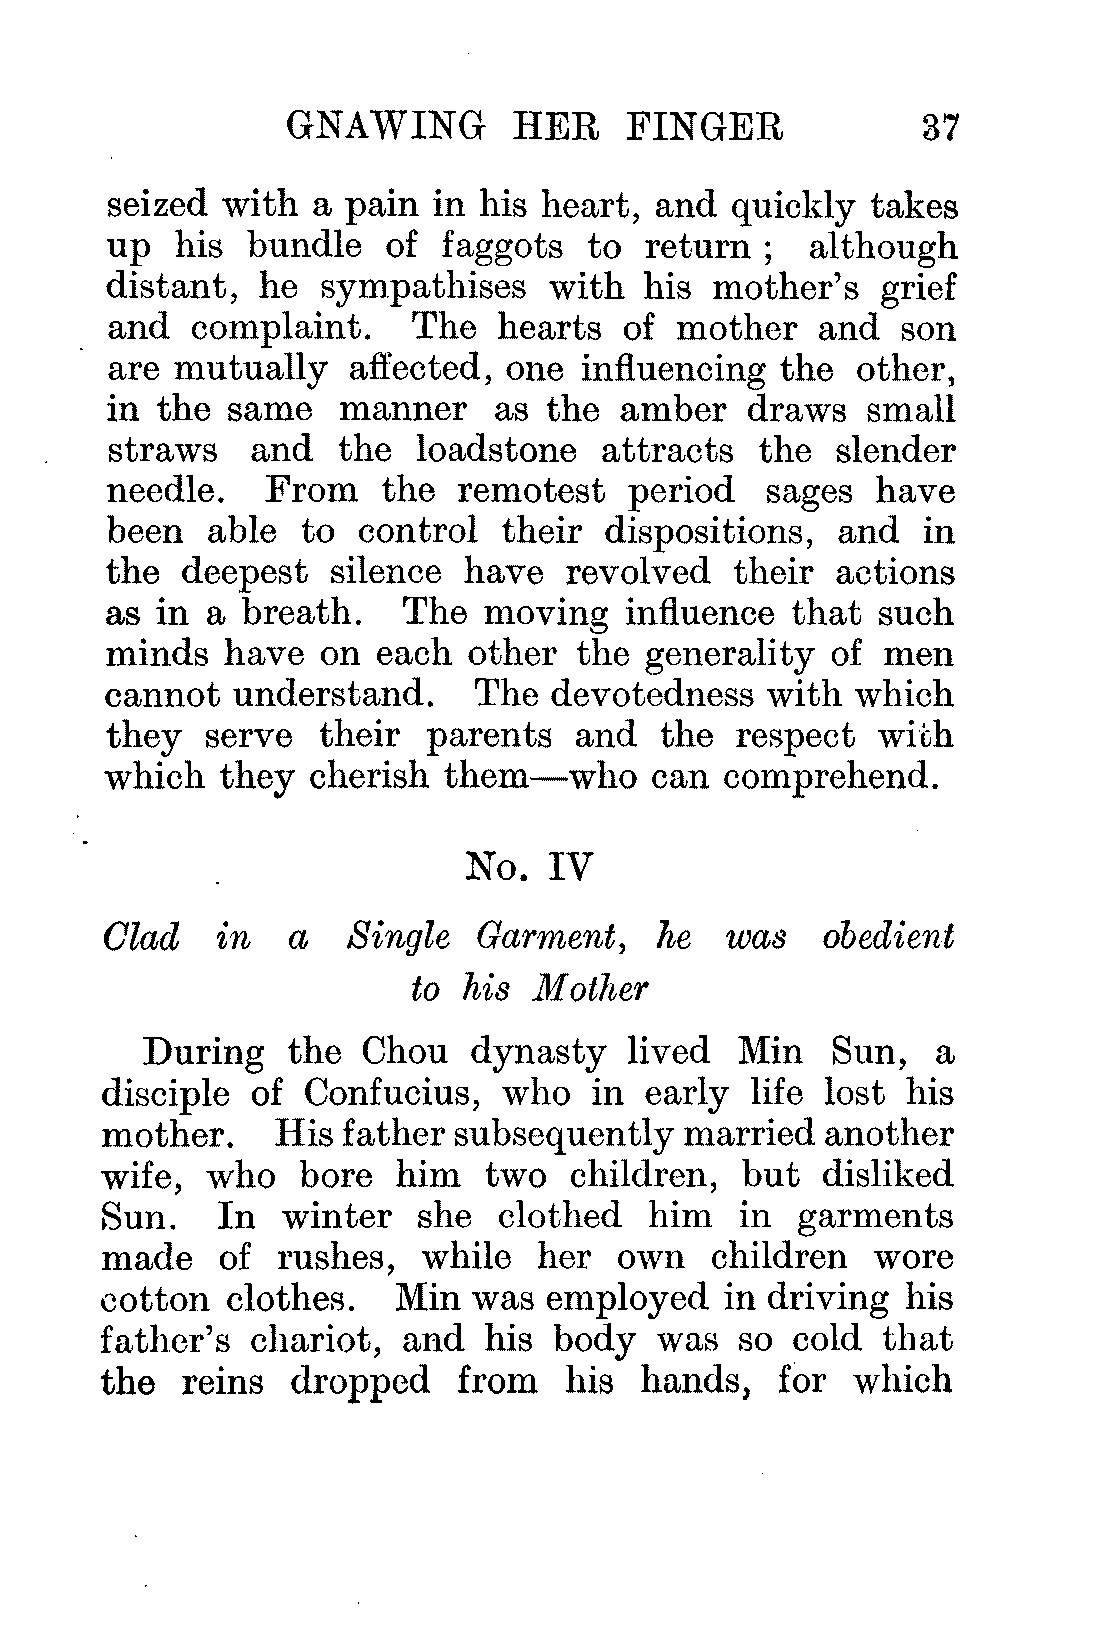 GNAWING HER FINGER 37
seized with a pain in his heart, and quickly takes
up his bundle of faggots to return ; although
distant, he sympathises with his mother's grief
and complaint. The hearts of mother and son
are mutually affected, one influencing the other,
in the same manner as the amber draws small
straws and the loadstone attracts the slender
needle. From the remotest period sages have
been able to control their dispositions, and in
the deepest silence have revolved their actions
as in a breath. The moving influence that such
minds have on each other the generality of men
cannot understand. The devotedness with which
they serve their parents and the respect with
which they cherish them—who can comprehend.
No. IV
Clad in a Single Garment, he was obedient
to his Mother
During the Chou dynasty lived Min Sun, a
disciple of Confucius, who in early life lost his
mother. His father subsequently married another
wife, who bore him two children, but disliked
Sun. In winter she clothed him in garments
made of rushes, while her own children wore
cotton clothes. Min was employed in driving his
father's chariot, and his body was so cold that
the reins dropped from his hands, for which